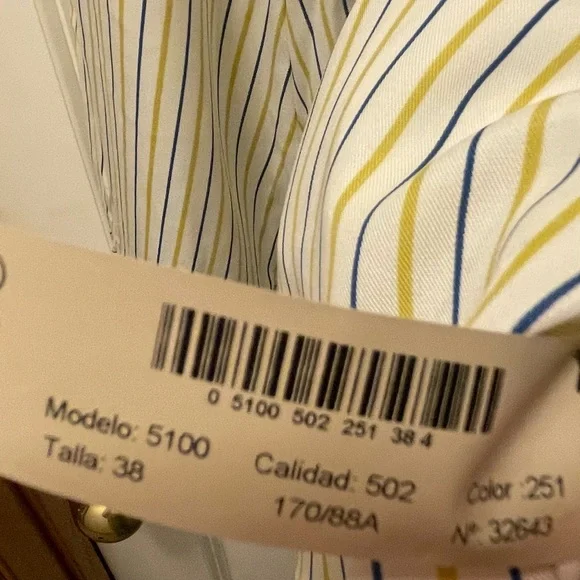 0 5100 502 251 38 4
Modelo: 5100
Talla: 38
Calidad: 502
170/88A
Color :251
Nº. 32643